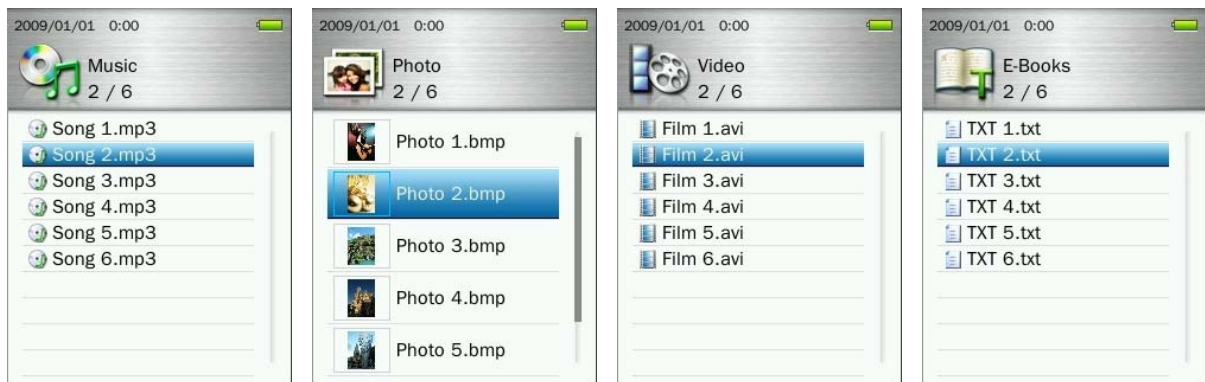 2009/01/01 0:00
Music
2 / 6
Song 1.mp3
Song 2.mp3
Song 3.mp3
Song 4.mp3
Song 5.mp3
Song 6.mp3
2009/01/01 0:00
Photo
2 / 6
Photo 1.bmp
Photo 2.bmp
Photo 3.bmp
Photo 4.bmp
Photo 5.bmp
2009/01/01 0:00
Video
2 / 6
Film 1.avi
Film 2.avi
Film 3.avi
Film 4.avi
Film 5.avi
Film 6.avi
2009/01/01 0:00
E-Books
2 / 6
TXT 1.txt
TXT 2.txt
TXT 3.txt
TXT 4.txt
TXT 5.txt
TXT 6.txt